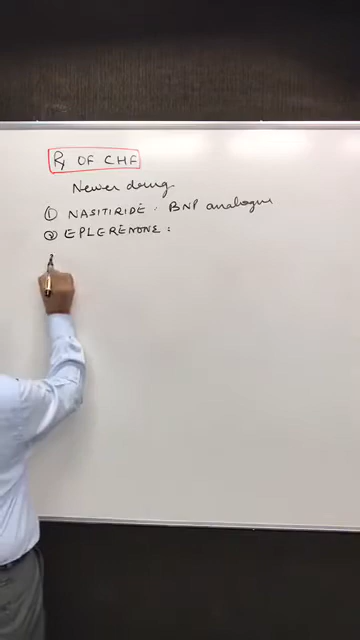 Rx OF CHF
Newer drug
① NASITIRIDE : BNP analogue
② EPLERENONE :